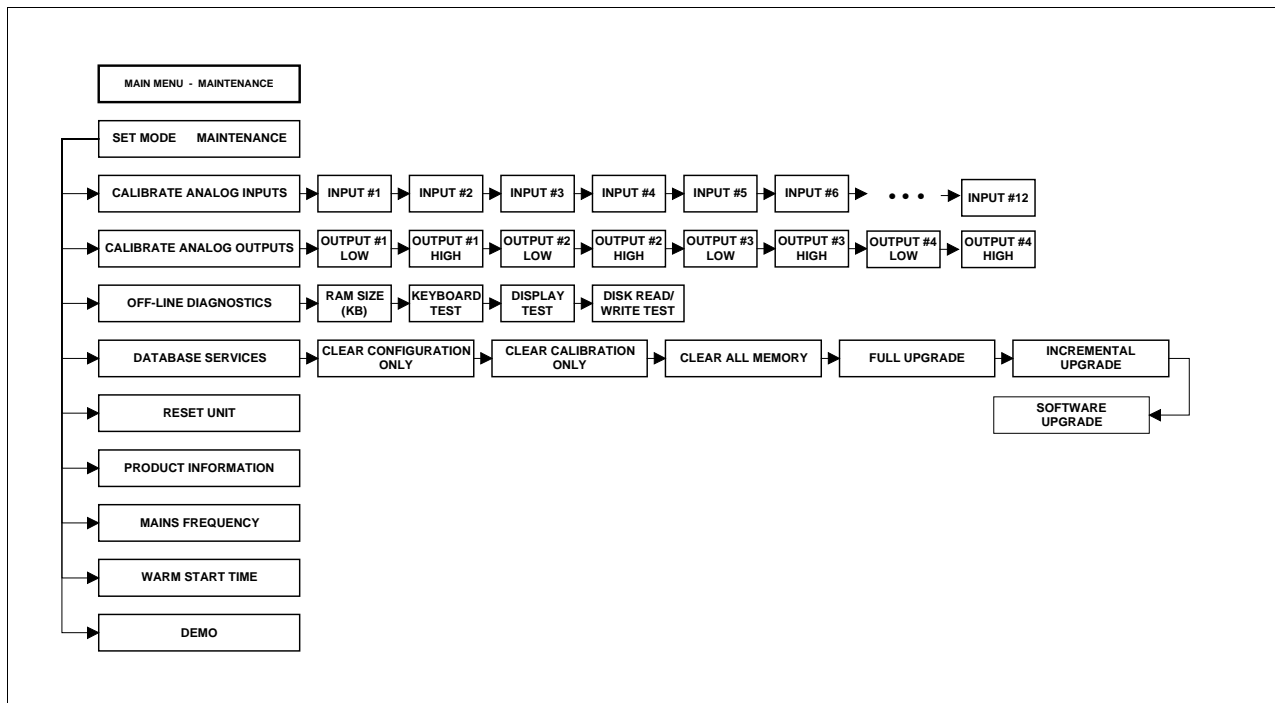 MAIN MENU - MAINTENANCE
SET MODE MAINTENANCE
CALIBRATE ANALOG INPUTS
INPUT #1
INPUT #2
INPUT #3
INPUT #4
INPUT #5
INPUT #6
• • •
INPUT #12
CALIBRATE ANALOG OUTPUTS
OUTPUT #1
LOW
OUTPUT #1
HIGH
OUTPUT #2
LOW
OUTPUT #2
HIGH
OUTPUT #3
LOW
OUTPUT #3
HIGH
OUTPUT #4
LOW
OUTPUT #4
HIGH
OFF-LINE DIAGNOSTICS
RAM SIZE
(KB)
KEYBOARD
TEST
DISPLAY
TEST
DISK READ/
WRITE TEST
DATABASE SERVICES
CLEAR CONFIGURATION
ONLY
CLEAR CALIBRATION
ONLY
CLEAR ALL MEMORY
FULL UPGRADE
INCREMENTAL
UPGRADE
SOFTWARE
UPGRADE
RESET UNIT
PRODUCT INFORMATION
MAINS FREQUENCY
WARM START TIME
DEMO